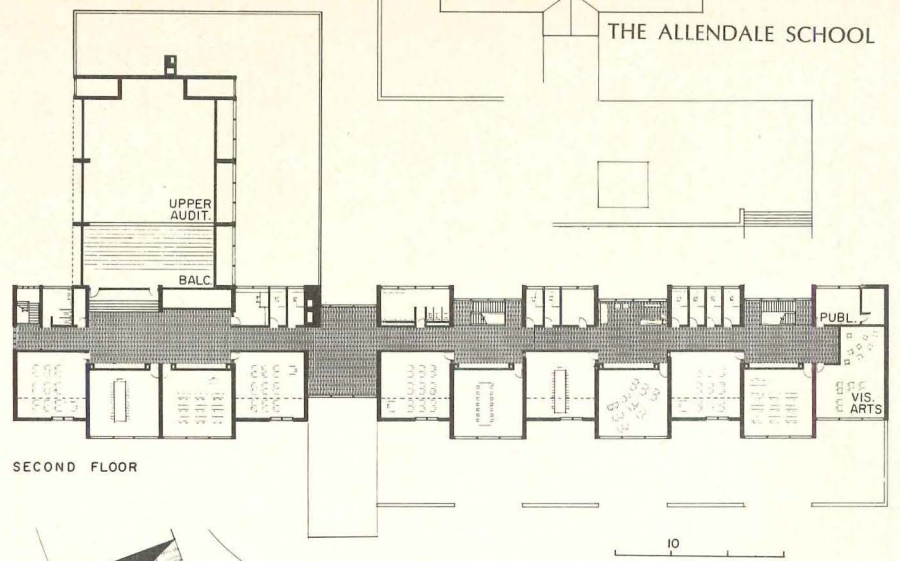 THE ALLENDALE SCHOOL
UPPER
AUDIT.
BALC.
PUBL.
VIS.
ARTS
SECOND FLOOR
10